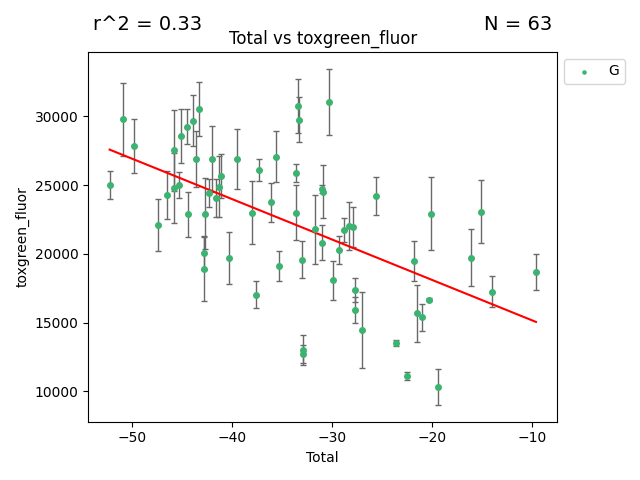 r^2 = 0.33
N = 63
Total vs toxgreen_fluor
G
30000
25000
20000
15000
10000
toxgreen_fluor
−50
−40
−30
−20
−10
Total